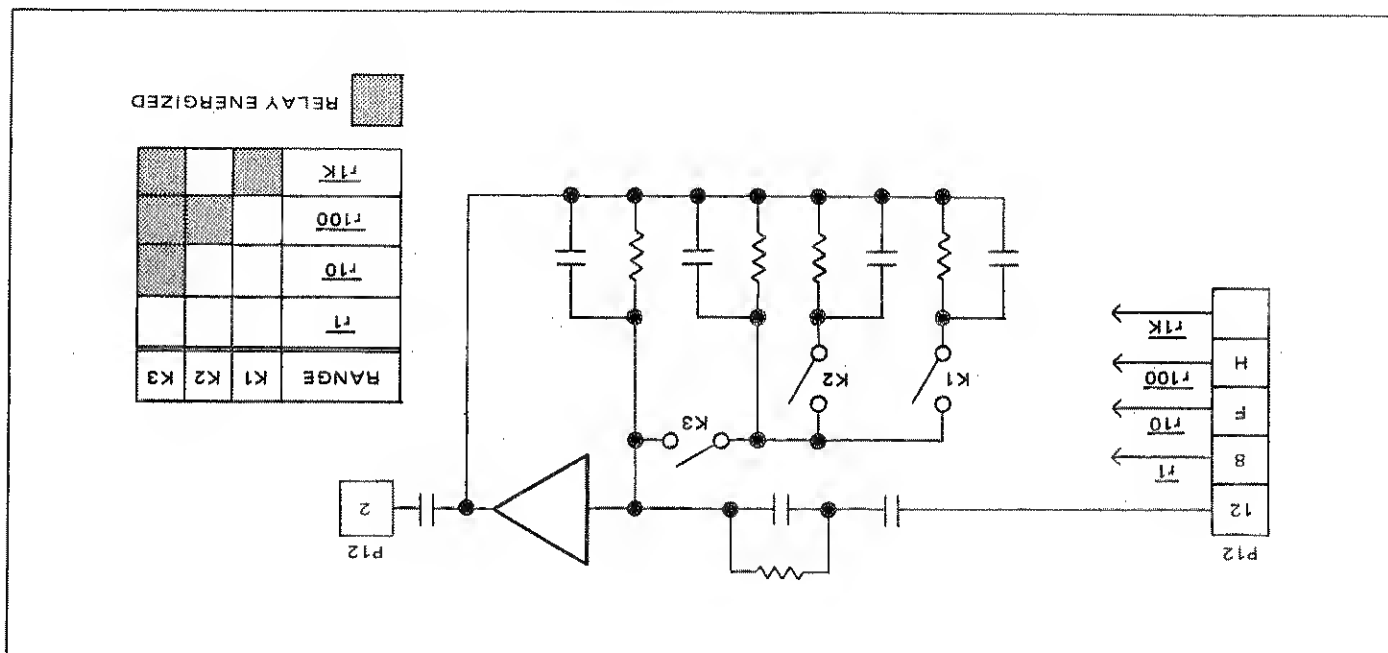 P12
12
8
F
H
r1
r10
r100
r1K
P12
2
K3
K1
K2
RANGE K1 K2 K3
r1
r10
r100
r1K
RELAY ENERGIZED